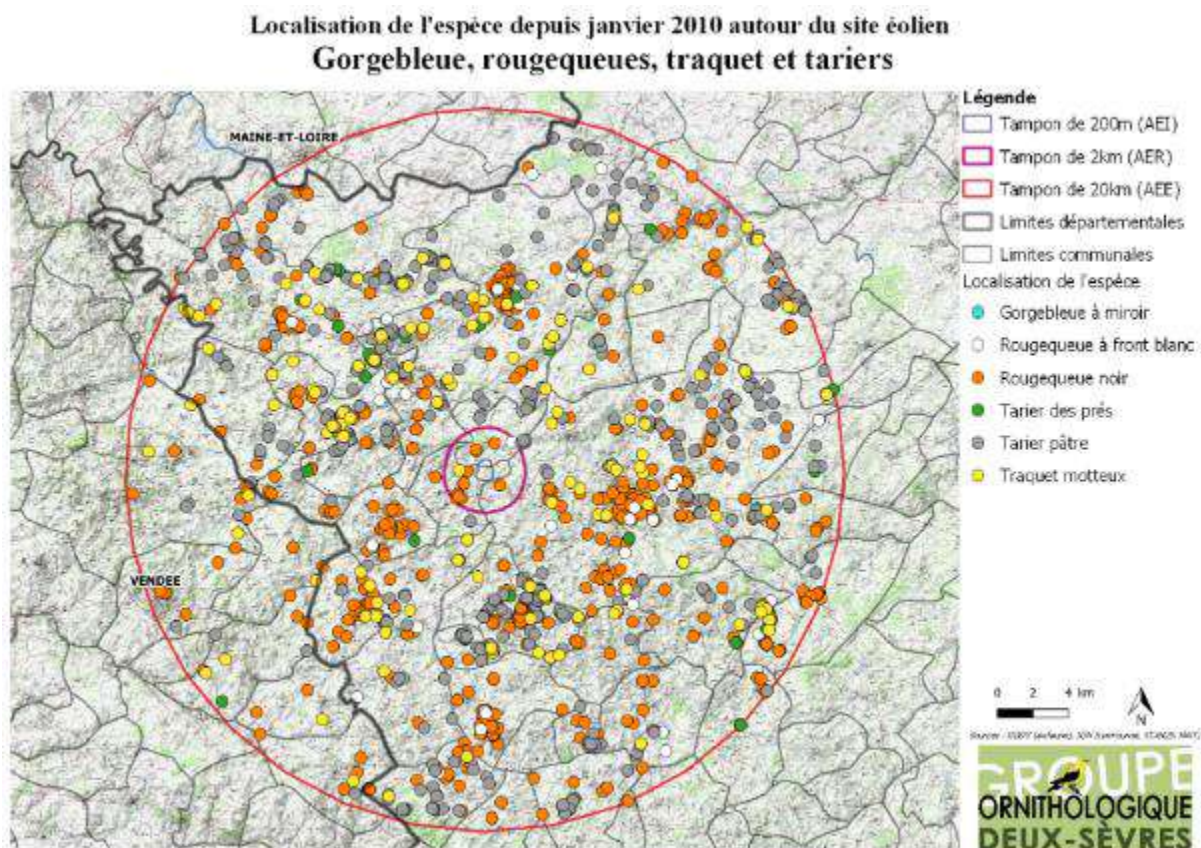 Localisation de l'espèce depuis janvier 2010 autour du site éolien
Gorgebleue, rougequeues, traquet et tariers
MAINE-ET-LOIRE
VENDEE
Légende
Tampon de 200m (AEI)
Tampon de 2km (AER)
Tampon de 20km (AEE)
Limites départementales
Limites communales
Localisation de l'espèce
Gorgebleue à miroir
Rougequeue à front blanc
Rougequeue noir
Tarier des prés
Tarier pâtre
Traquet motteux
0 2 4 km
N
GROUPE
ORNITHOLOGIQUE
DEUX-SÈVRES